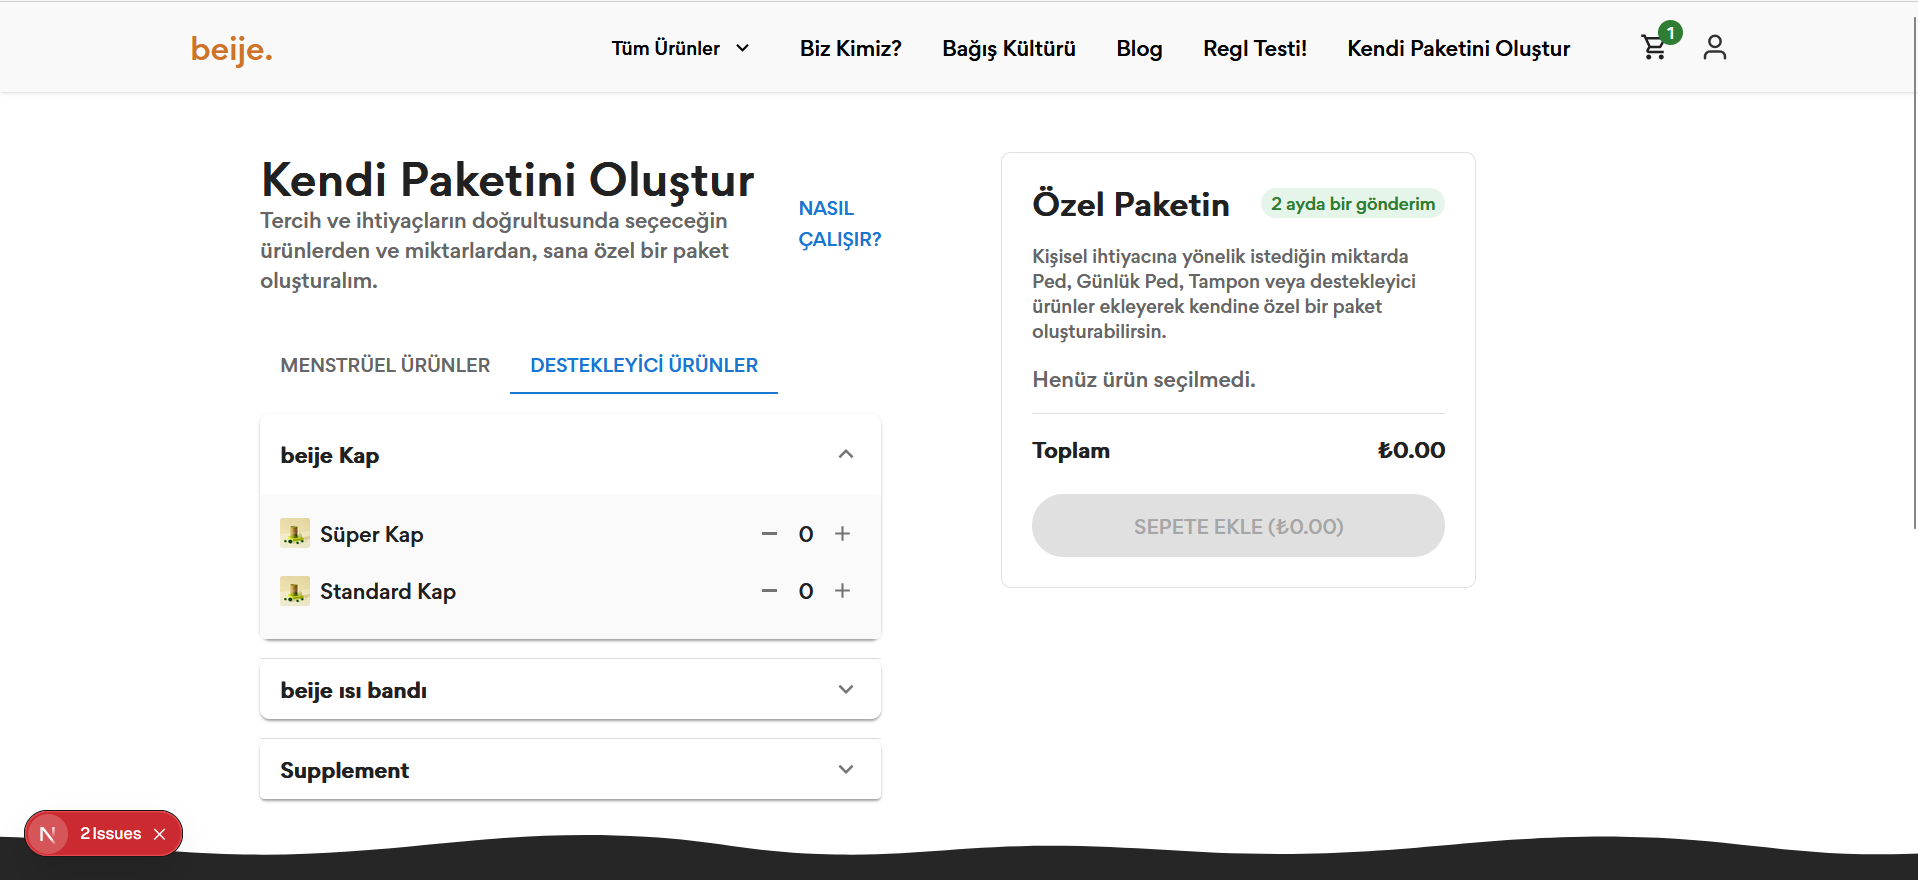 beije.
Tüm Ürünler
Biz Kimiz?
Bağış Kültürü
Blog
Regl Testi!
Kendi Paketini Oluştur
1
Kendi Paketini Oluştur
Tercih ve ihtiyaçların doğrultusunda seçeceğin
ürünlerden ve miktarlardan, sana özel bir paket
oluşturalım.
NASIL
ÇALIŞIR?
MENSTRÜEL ÜRÜNLER
DESTEKLEYİCİ ÜRÜNLER
beije Kap
Süper Kap
0
Standard Kap
0
beije ısı bandı
Supplement
Özel Paketin
2 ayda bir gönderim
Kişisel ihtiyacına yönelik istediğin miktarda
Ped, Günlük Ped, Tampon veya destekleyici
ürünler ekleyerek kendine özel bir paket
oluşturabilirsin.
Henüz ürün seçilmedi.
Toplam
₺0.00
SEPETE EKLE (₺0.00)
N
2 Issues